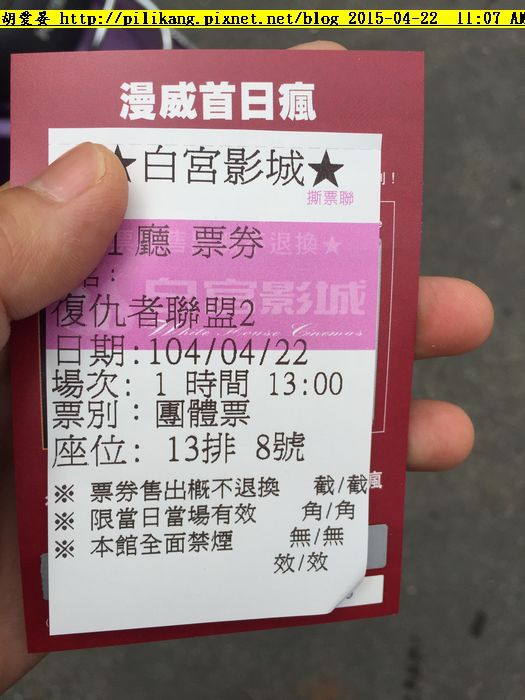 胡愛晏 http://pilikang.pixnet.net/blog 2015-04-22 11:07 AM
漫威首日瘋
★白宮影城★
撕票聯
廳 票券
復仇者聯盟2
白宮影城
White House Cinemas
日期:104/04/22
場次: 1 時間 13:00
票別：團體票
座位: 13排 8號
※ 票券售出概不退換 截/截
※ 限當日當場有效 角/角
※ 本館全面禁煙 無/無
效/效